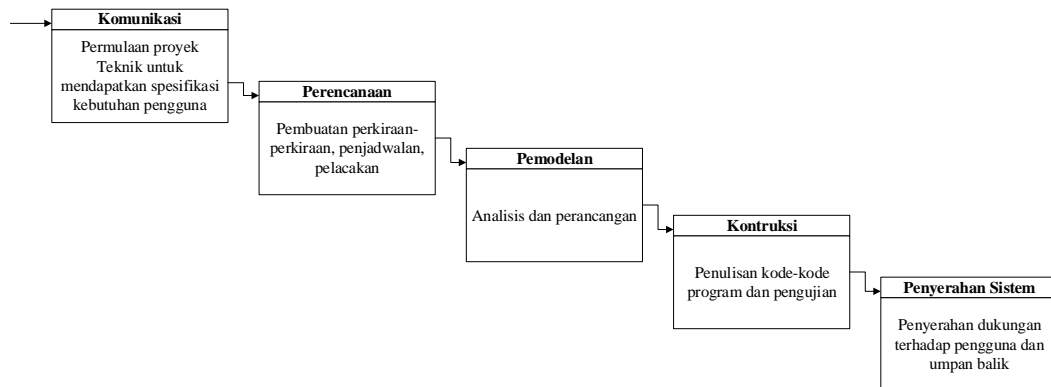 Komunikasi
Permulaan proyek
Teknik untuk
mendapatkan spesifikasi
kebutuhan pengguna
Perencanaan
Pembuatan perkiraan-
perkiraan, penjadwalan,
pelacakan
Pemodelan
Analisis dan perancangan
Kontruksi
Penulisan kode-kode
program dan pengujian
Penyerahan Sistem
Penyerahan dukungan
terhadap pengguna dan
umpan balik